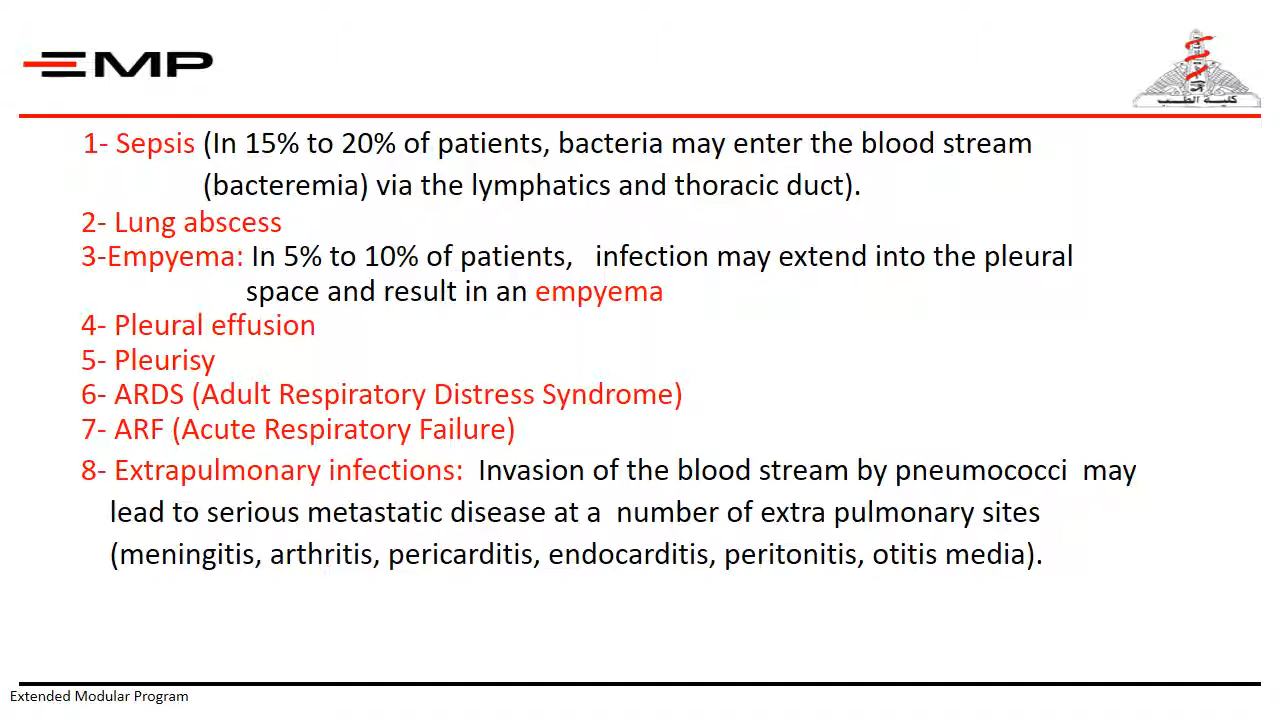 EMP
كلية الطب
1- Sepsis (In 15% to 20% of patients, bacteria may enter the blood stream
(bacteremia) via the lymphatics and thoracic duct).
2- Lung abscess
3-Empyema: In 5% to 10% of patients, infection may extend into the pleural
space and result in an empyema
4- Pleural effusion
5- Pleurisy
6- ARDS (Adult Respiratory Distress Syndrome)
7- ARF (Acute Respiratory Failure)
8- Extrapulmonary infections: Invasion of the blood stream by pneumococci may
lead to serious metastatic disease at a number of extra pulmonary sites
(meningitis, arthritis, pericarditis, endocarditis, peritonitis, otitis media).
Extended Modular Program